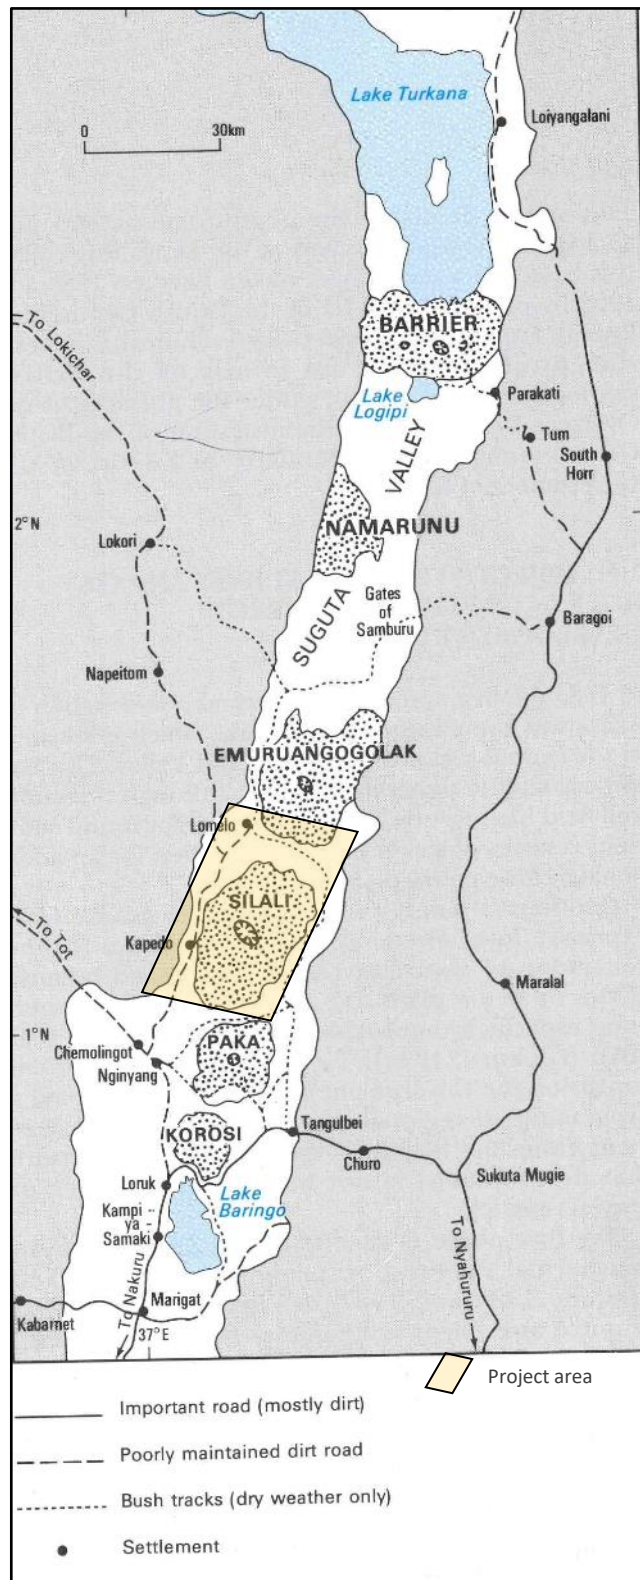 Lake Turkana
0 30km
Loiyangalani
To Lokichar
BARRIER
Lake
Logipi
Parakati
Tum
South
Horr
VALLEY
2°N
NAMARUNU
Lokori
Gates
of
Samburu
SUGUTA
Baragoi
Napeitom
EMURUANGOGOLAK
Lomelo
SILALI
To Tot
Kapedo
Maralal
1°N
Chemolingot
PAKA
Nginyang
KOROSI
Tangulbei
Churo
Sukuta Mugie
Loruk
Lake
Baringo
Kampi
ya
Samaki
To Nakuru
To Nyahururu
Marigat
Kabarnet
37°E
Project area
Important road (mostly dirt)
Poorly maintained dirt road
Bush tracks (dry weather only)
Settlement